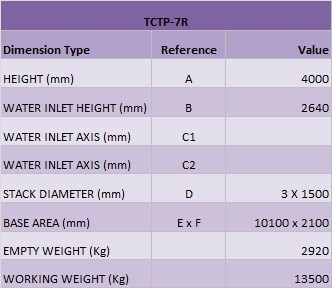 TCTP-7R
Dimension Type Reference Value
HEIGHT (mm) A 4000
WATER INLET HEIGHT (mm) B 2640
WATER INLET AXIS (mm) C1
WATER INLET AXIS (mm) C2
STACK DIAMETER (mm) D 3 X 1500
BASE AREA (mm) E x F 10100 x 2100
EMPTY WEIGHT (Kg) 2920
WORKING WEIGHT (Kg) 13500